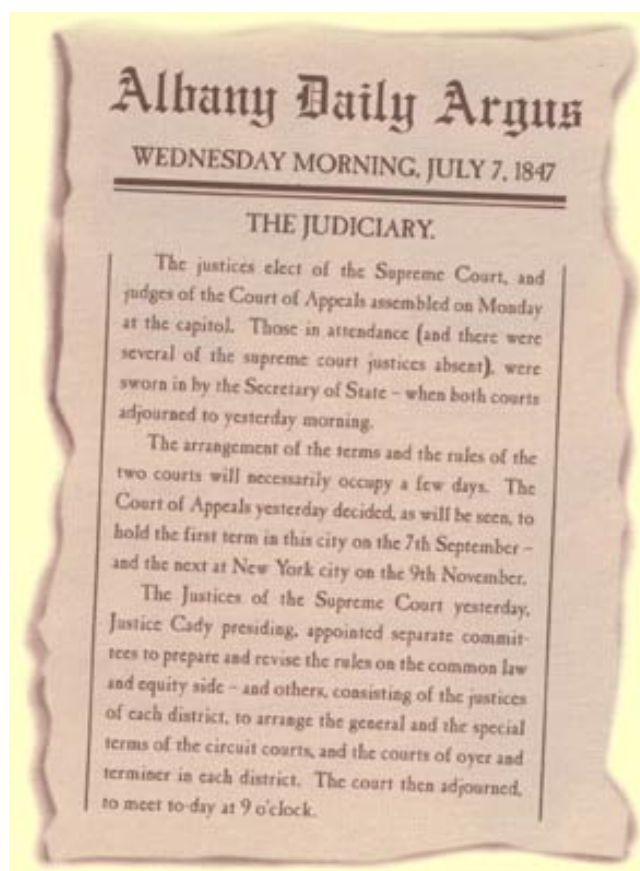 Albany Daily Argus
WEDNESDAY MORNING, JULY 7, 1847
THE JUDICIARY.
The justices elect of the Supreme Court, and
judges of the Court of Appeals assembled on Monday
at the capitol. Those in attendance (and there were
several of the supreme court justices absent), were
sworn in by the Secretary of State – when both courts
adjourned to yesterday morning.
The arrangement of the terms and the rules of the
two courts will necessarily occupy a few days. The
Court of Appeals yesterday decided, as will be seen, to
hold the first term in this city on the 7th September –
and the next at New York city on the 9th November.
The Justices of the Supreme Court yesterday,
Justice Cady presiding, appointed separate commit-
tees to prepare and revise the rules on the common law
and equity side – and others, consisting of the justices
of each district, to arrange the general and the special
terms of the circuit courts, and the courts of oyer and
terminer in each district. The court then adjourned,
to meet to-day at 9 o'clock.